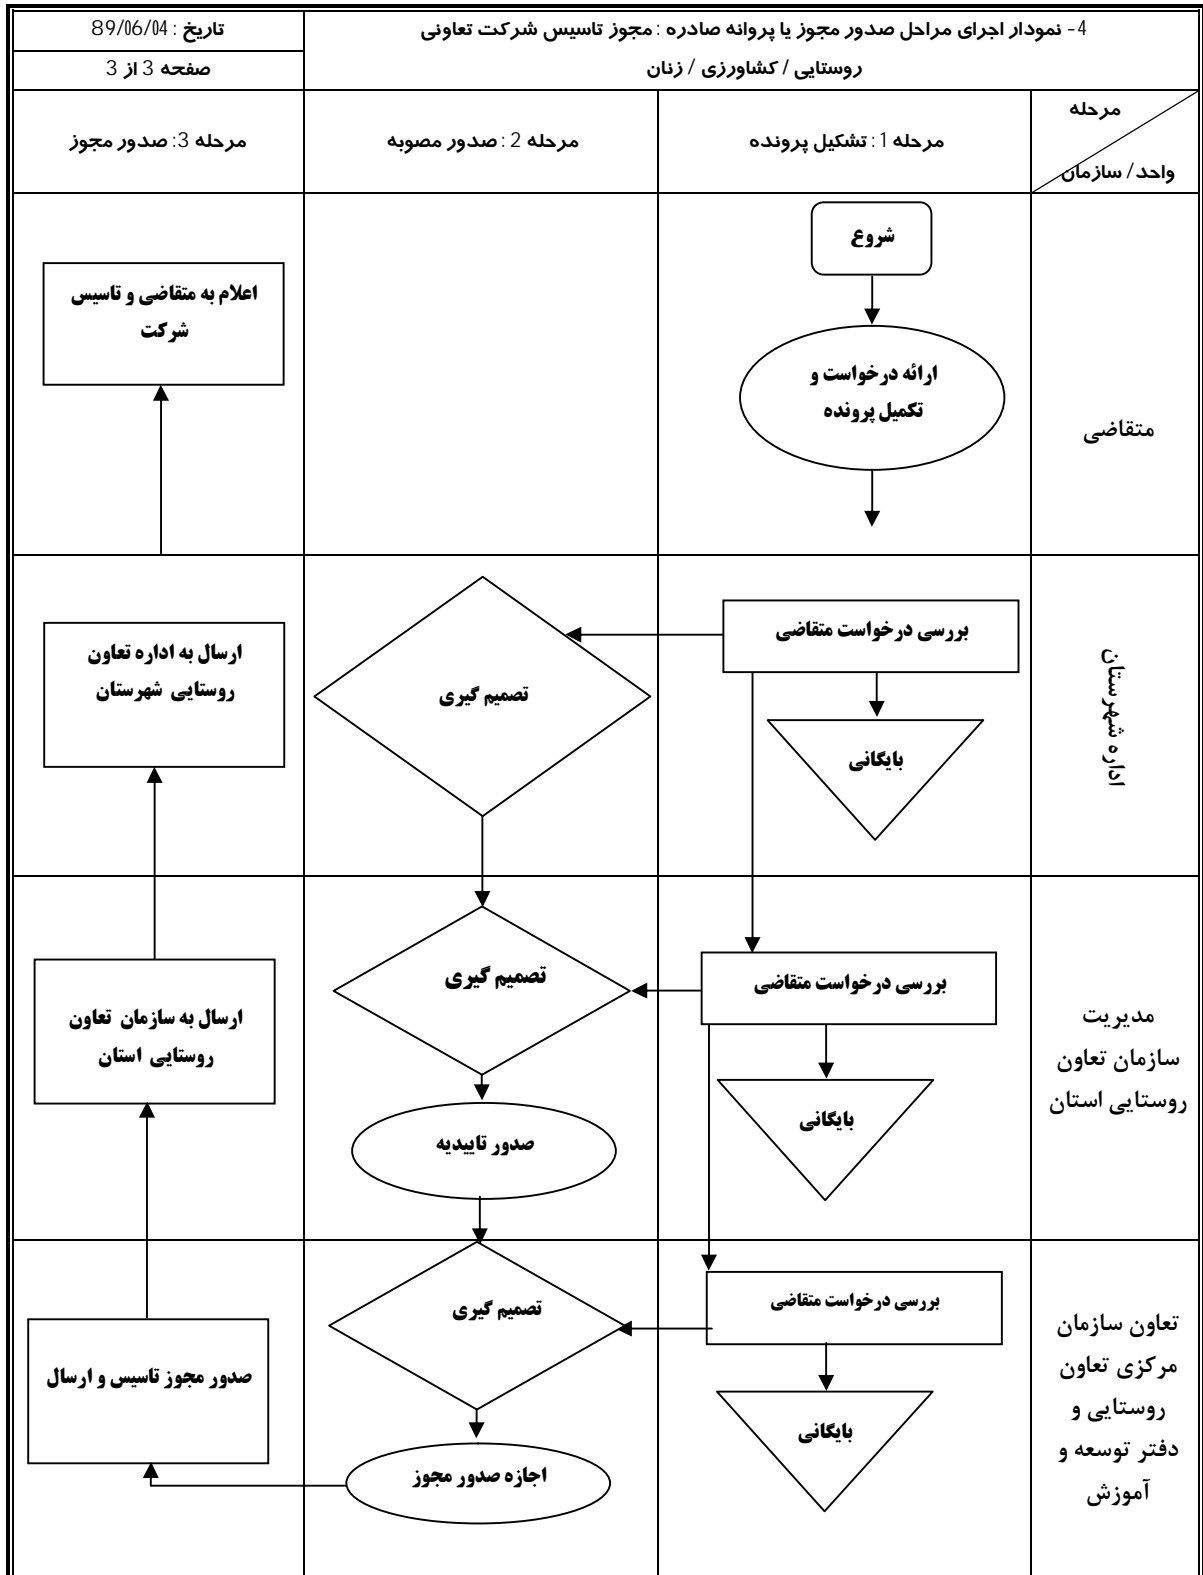 4- نمودار اجرای مراحل صدور مجوز یا پروانه صادره : مجوز تاسیس شرکت تعاونی
روستایی / کشاورزی / زنان
تاریخ : 89/06/04
صفحه 3 از 3
مرحله
واحد/ سازمان
مرحله 1 : تشکیل پرونده
مرحله 2 : صدور مصوبه
مرحله 3: صدور مجوز
متقاضی
شروع
ارائه درخواست و
تکمیل پرونده
اعلام به متقاضی و تاسیس
شرکت
اداره شهرستان
بررسی درخواست متقاضی
بایگانی
تصمیم گیری
ارسال به اداره تعاون
روستایی شهرستان
مدیریت
سازمان تعاون
روستایی استان
بررسی درخواست متقاضی
بایگانی
تصمیم گیری
صدور تاییدیه
ارسال به سازمان تعاون
روستایی استان
تعاون سازمان
مرکزی تعاون
روستایی و
دفتر توسعه و
آموزش
بررسی درخواست متقاضی
بایگانی
تصمیم گیری
اجازه صدور مجوز
صدور مجوز تاسیس و ارسال